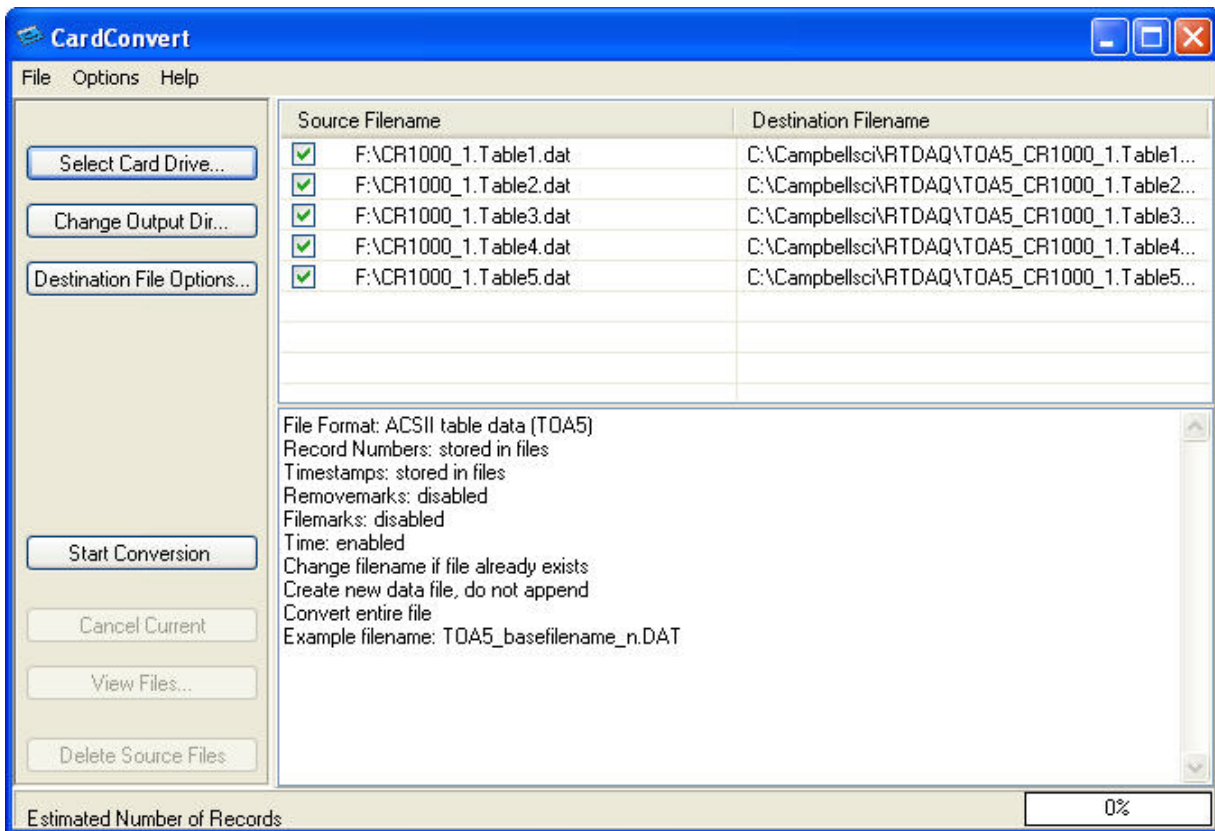 CardConvert
File Options Help
Select Card Drive...
Change Output Dir...
Destination File Options...
Start Conversion
Cancel Current
View Files...
Delete Source Files
Source Filename Destination Filename
F:\CR1000_1.Table1.dat C:\Campbellsci\RTDAQ\TOA5_CR1000_1.Table1...
F:\CR1000_1.Table2.dat C:\Campbellsci\RTDAQ\TOA5_CR1000_1.Table2...
F:\CR1000_1.Table3.dat C:\Campbellsci\RTDAQ\TOA5_CR1000_1.Table3...
F:\CR1000_1.Table4.dat C:\Campbellsci\RTDAQ\TOA5_CR1000_1.Table4...
F:\CR1000_1.Table5.dat C:\Campbellsci\RTDAQ\TOA5_CR1000_1.Table5...
File Format: ACSII table data (TOA5)
Record Numbers: stored in files
Timestamps: stored in files
Removemarks: disabled
Filemarks: disabled
Time: enabled
Change filename if file already exists
Create new data file, do not append
Convert entire file
Example filename: TOA5_basefilename_n.DAT
Estimated Number of Records 0%